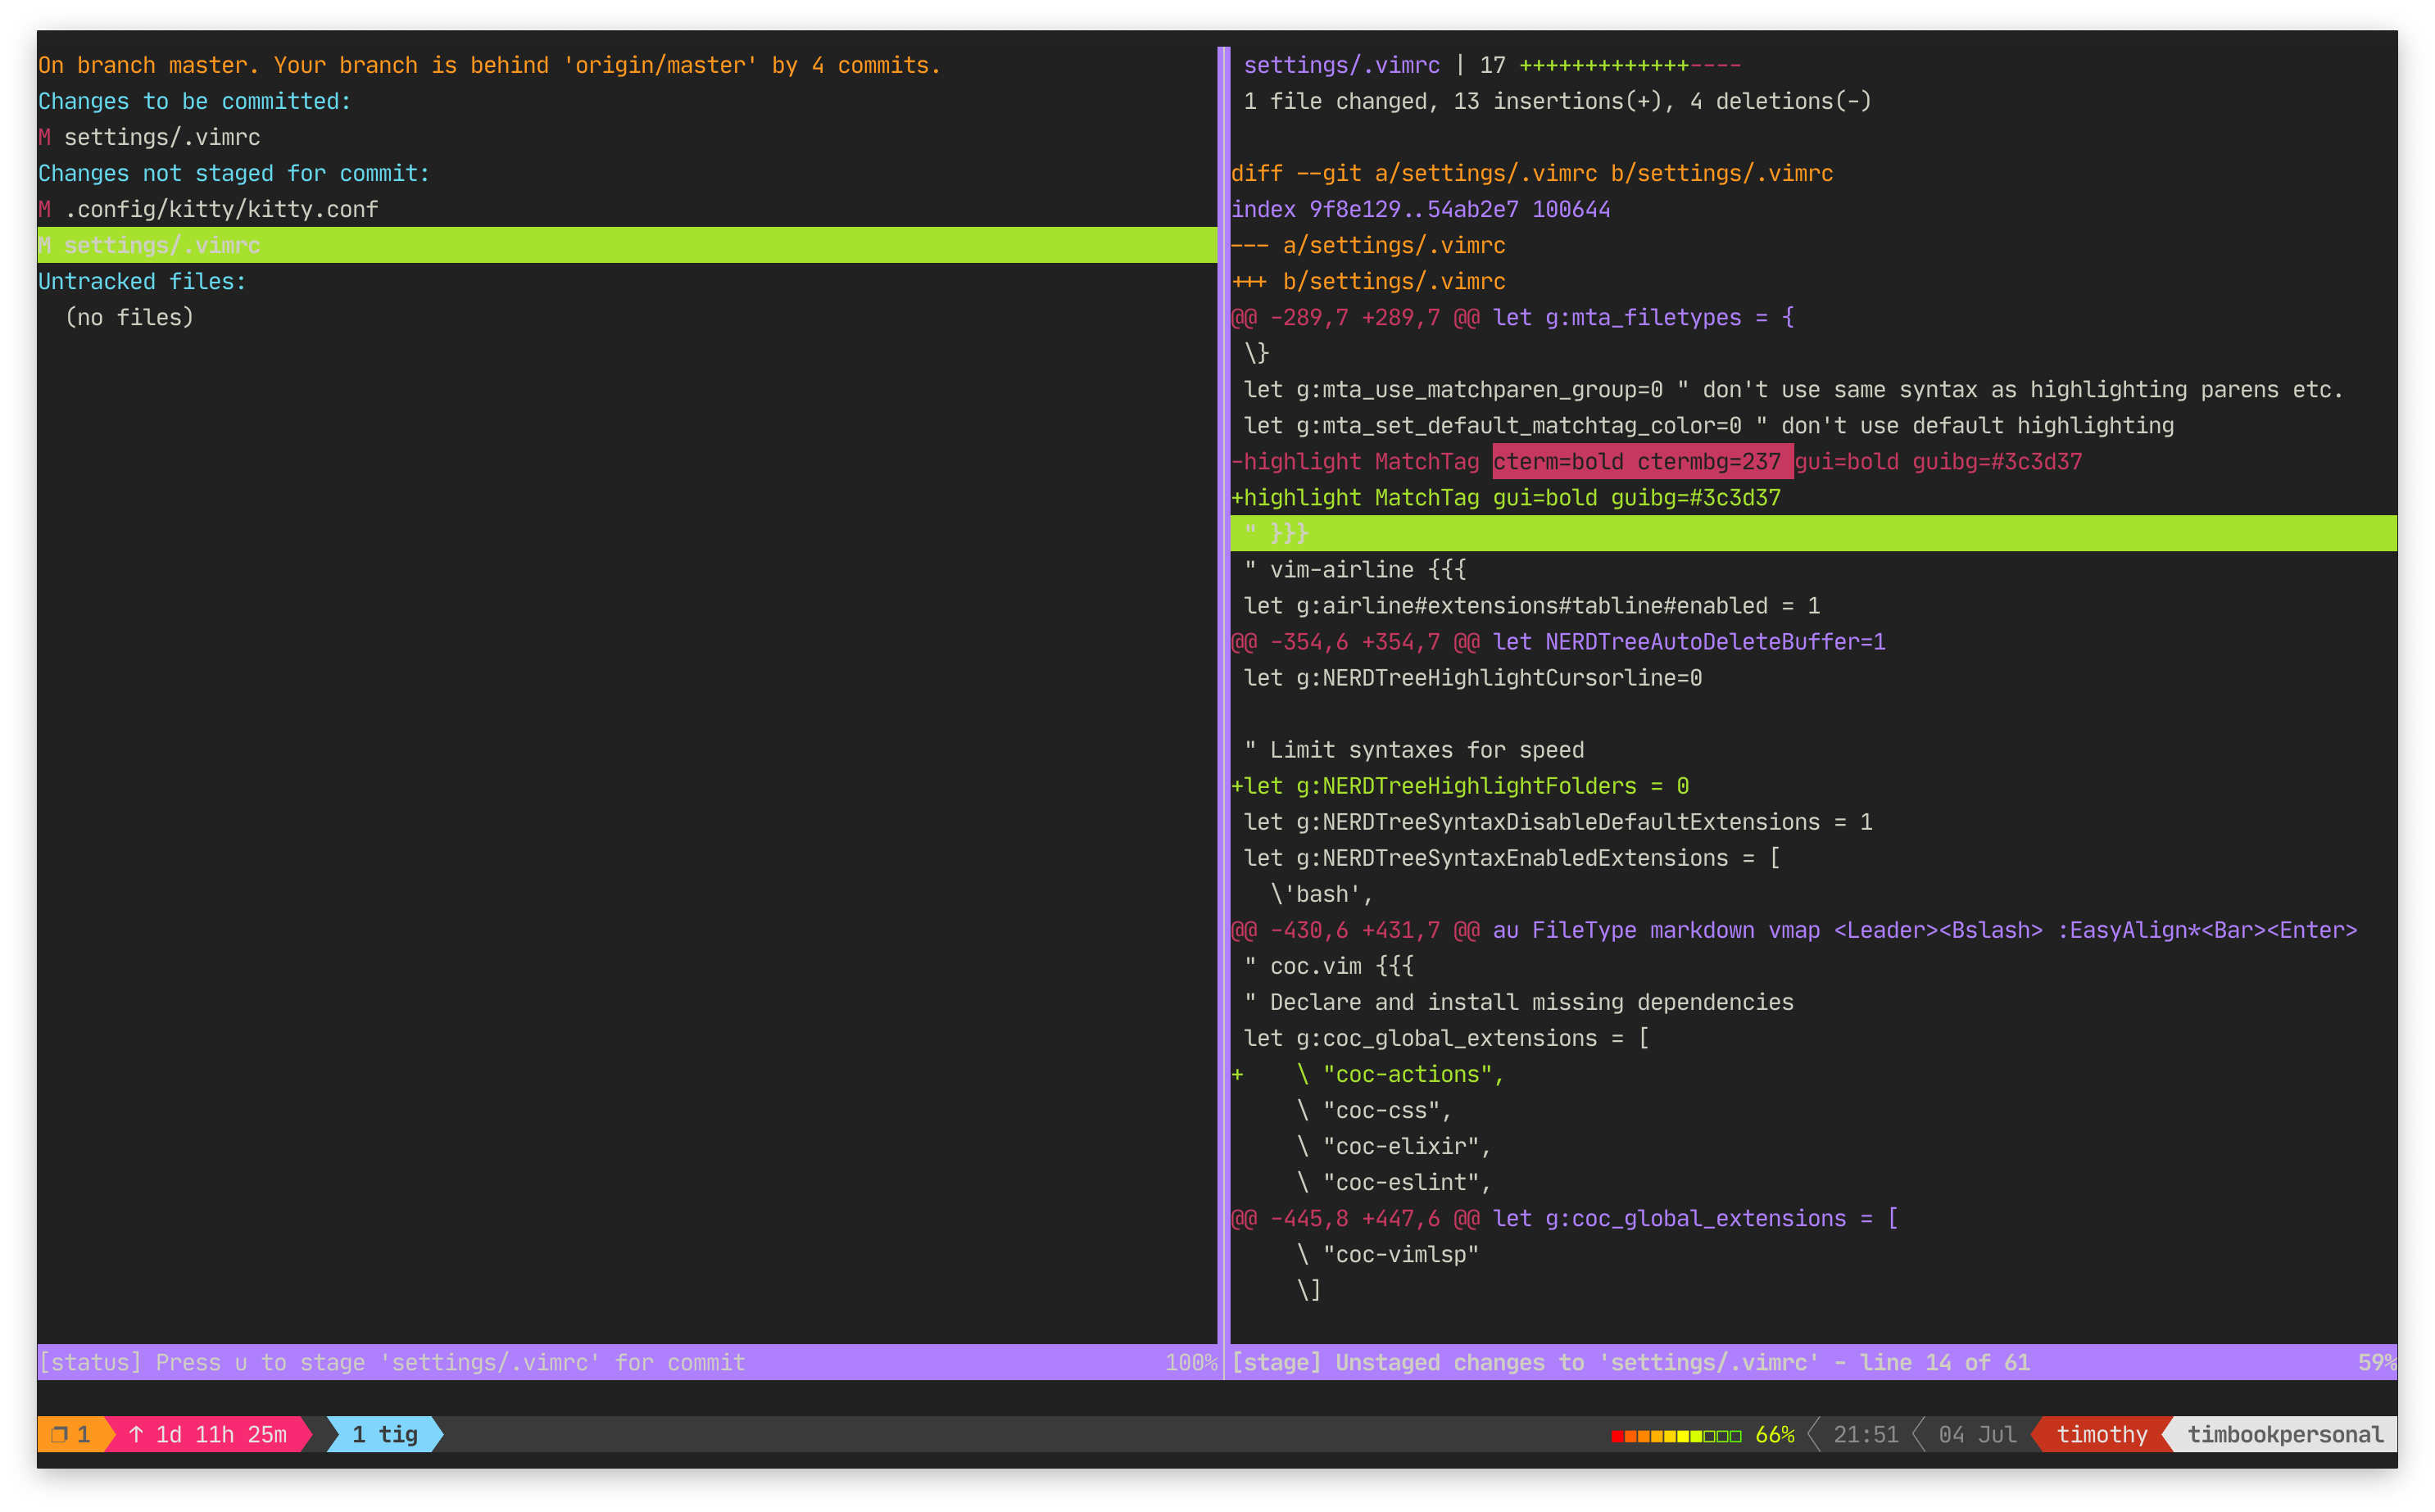 On branch master. Your branch is behind 'origin/master' by 4 commits.
Changes to be committed:
M settings/.vimrc
Changes not staged for commit:
M .config/kitty/kitty.conf
M settings/.vimrc
Untracked files:
  (no files)
[status] Press u to stage 'settings/.vimrc' for commit 100%
 settings/.vimrc | 17 +++++++++++++----
 1 file changed, 13 insertions(+), 4 deletions(-)
diff --git a/settings/.vimrc b/settings/.vimrc
index 9f8e129..54ab2e7 100644
--- a/settings/.vimrc
+++ b/settings/.vimrc
@@ -289,7 +289,7 @@ let g:mta_filetypes = {
 \}
 let g:mta_use_matchparen_group=0 " don't use same syntax as highlighting parens etc.
 let g:mta_set_default_matchtag_color=0 " don't use default highlighting
-highlight MatchTag cterm=bold ctermbg=237 gui=bold guibg=#3c3d37
+highlight MatchTag gui=bold guibg=#3c3d37
 " }}}
 " vim-airline {{{
 let g:airline#extensions#tabline#enabled = 1
@@ -354,6 +354,7 @@ let NERDTreeAutoDeleteBuffer=1
 let g:NERDTreeHighlightCursorline=0
 " Limit syntaxes for speed
+let g:NERDTreeHighlightFolders = 0
 let g:NERDTreeSyntaxDisableDefaultExtensions = 1
 let g:NERDTreeSyntaxEnabledExtensions = [
   \'bash',
@@ -430,6 +431,7 @@ au FileType markdown vmap <Leader><Bslash> :EasyAlign*<Bar><Enter>
 " coc.vim {{{
 " Declare and install missing dependencies
 let g:coc_global_extensions = [
+    \ "coc-actions",
     \ "coc-css",
     \ "coc-elixir",
     \ "coc-eslint",
@@ -445,8 +447,6 @@ let g:coc_global_extensions = [
     \ "coc-vimlsp"
     \]
[stage] Unstaged changes to 'settings/.vimrc' - line 14 of 61 59%
❐ 1 ↑ 1d 11h 25m 1 tig 66% 21:51 04 Jul timothy timbookpersonal